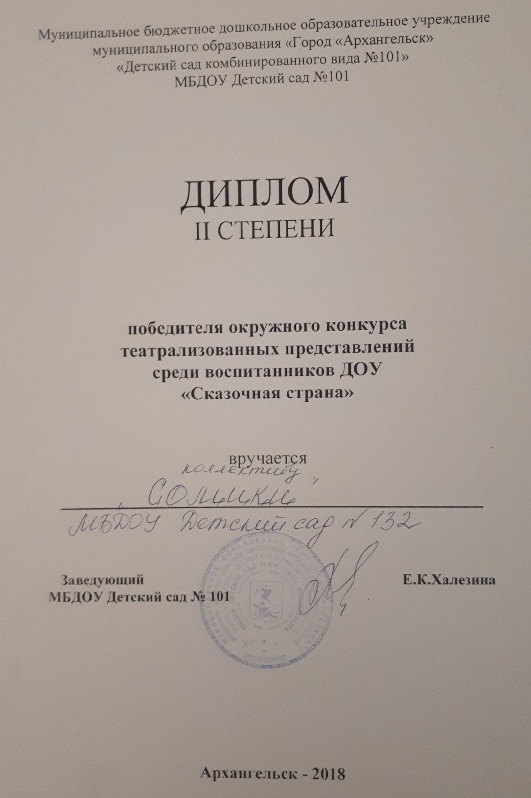 Муниципальное бюджетное дошкольное образовательное учреждение
муниципального образования «Город «Архангельск»
«Детский сад комбинированного вида №101»
МБДОУ Детский сад №101
ДИПЛОМ
II СТЕПЕНИ
победителя окружного конкурса
театрализованных представлений
среди воспитанников ДОУ
«Сказочная страна»
вручается
коллективу
МБДОУ Детский сад № 132
Заведующий
МБДОУ Детский сад № 101
Е.К.Халезина
Архангельск - 2018